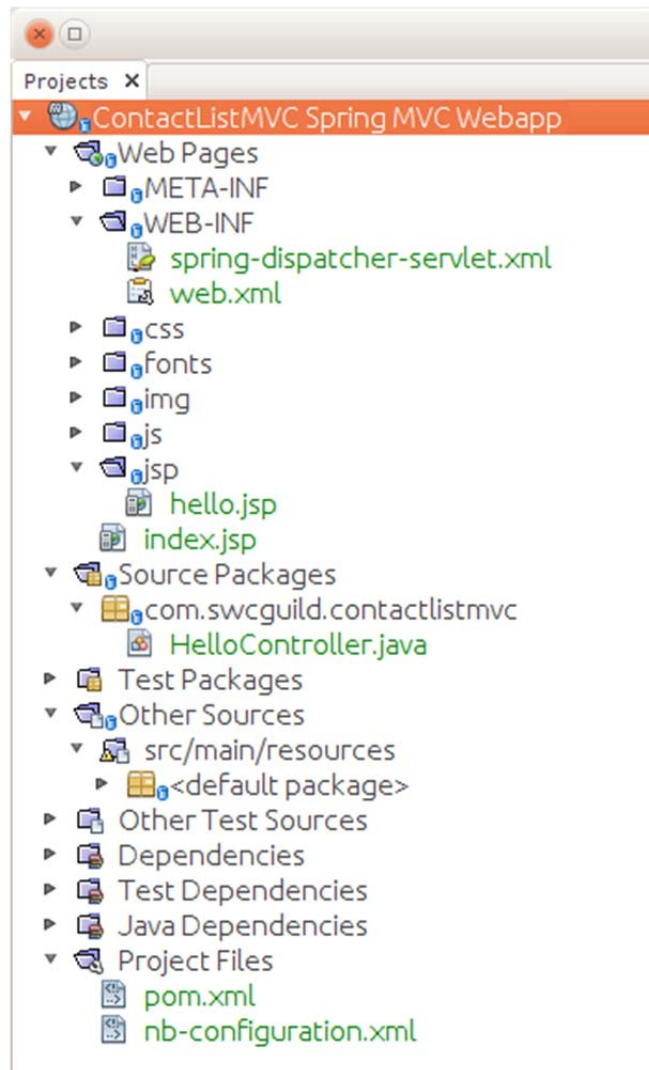 Projects
ContactListMVC Spring MVC Webapp
Web Pages
META-INF
WEB-INF
spring-dispatcher-servlet.xml
web.xml
css
fonts
img
js
jsp
hello.jsp
index.jsp
Source Packages
com.swcguild.contactlistmvc
HelloController.java
Test Packages
Other Sources
src/main/resources
<default package>
Other Test Sources
Dependencies
Test Dependencies
Java Dependencies
Project Files
pom.xml
nb-configuration.xml